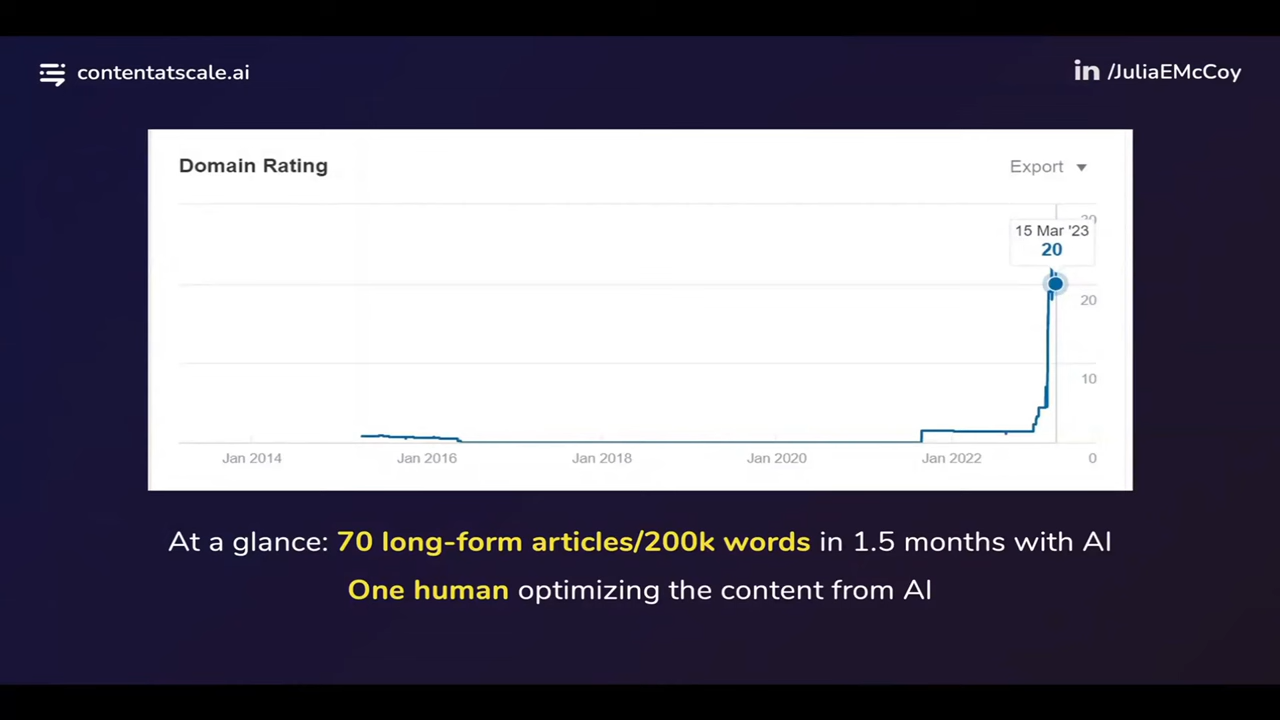 contentatscale.ai
/JuliaEMcCoy
Domain Rating
Export
30
15 Mar '23
20
20
10
Jan 2014
Jan 2016
Jan 2018
Jan 2020
Jan 2022
0
At a glance: 70 long-form articles/200k words in 1.5 months with AI
One human optimizing the content from AI